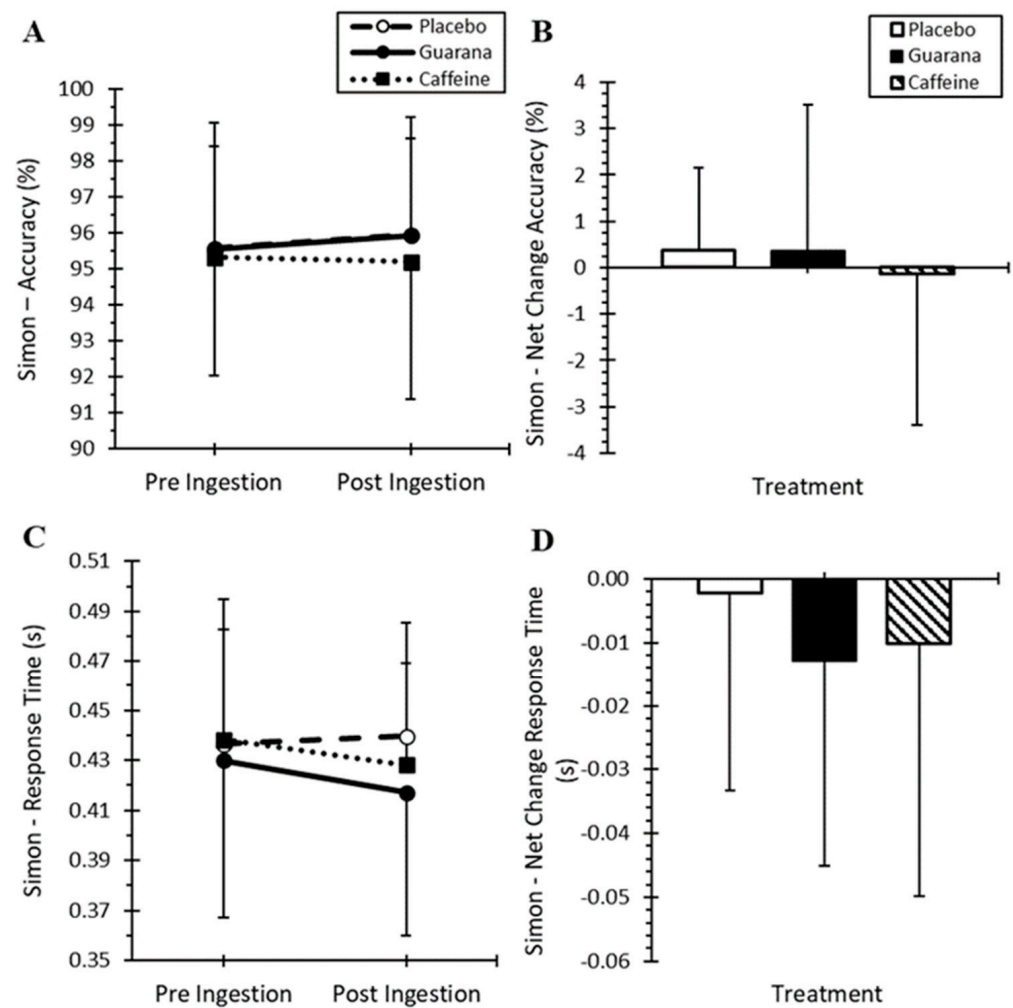 A
Placebo
Guarana
Caffeine
100
99
98
97
96
95
94
93
92
91
90
Simon – Accuracy (%)
Pre Ingestion
Post Ingestion
B
Placebo
Guarana
Caffeine
4
3
2
1
0
-1
-2
-3
-4
Simon - Net Change Accuracy (%)
Treatment
C
0.51
0.49
0.47
0.45
0.43
0.41
0.39
0.37
0.35
Simon - Response Time (s)
Pre Ingestion
Post Ingestion
D
0.00
-0.01
-0.02
-0.03
-0.04
-0.05
-0.06
Simon - Net Change Response Time
(s)
Treatment